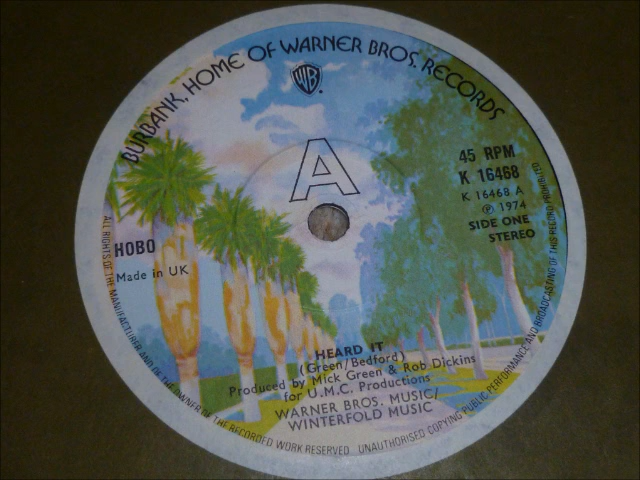 BURBANK, HOME OF WARNER BROS. RECORDS
WB
A
45 RPM
K 16468
K 16468 A
℗ 1974
SIDE ONE
STEREO
HOBO
Made in UK
HEARD IT
(Green/Bedford)
Produced by Mick Green & Rob Dickins
for U.M.C. Productions
WARNER BROS. MUSIC/
WINTERFOLD MUSIC
ALL RIGHTS OF THE MANUFACTURER AND OF THE OWNER OF THE RECORDED WORK RESERVED UNAUTHORISED COPYING PUBLIC PERFORMANCE AND BROADCASTING OF THIS RECORD PROHIBITED